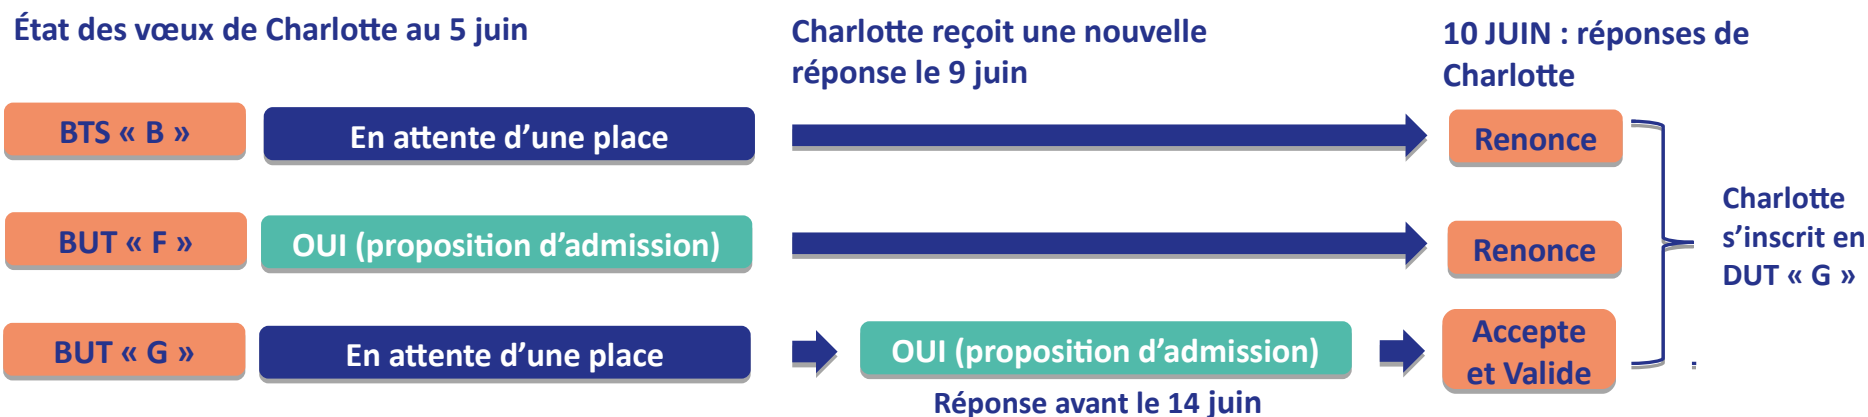 État des vœux de Charlotte au 5 juin
Charlotte reçoit une nouvelle
réponse le 9 juin
10 JUIN : réponses de
Charlotte
BTS « B »
En attente d’une place
Renonce
BUT « F »
OUI (proposition d’admission)
Renonce
BUT « G »
En attente d’une place
OUI (proposition d’admission)
Réponse avant le 14 juin
Accepte
et Valide
Charlotte
s’inscrit en
DUT « G »